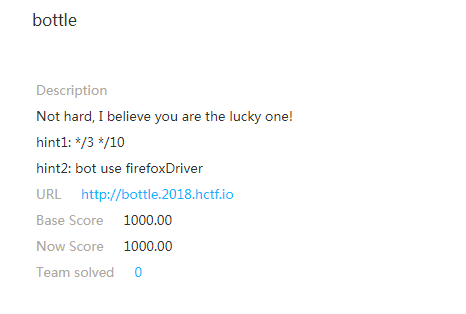 bottle
Description
Not hard, I believe you are the lucky one!
hint1: */3 */10
hint2: bot use firefoxDriver
URL http://bottle.2018.hctf.io
Base Score 1000.00
Now Score 1000.00
Team solved 0